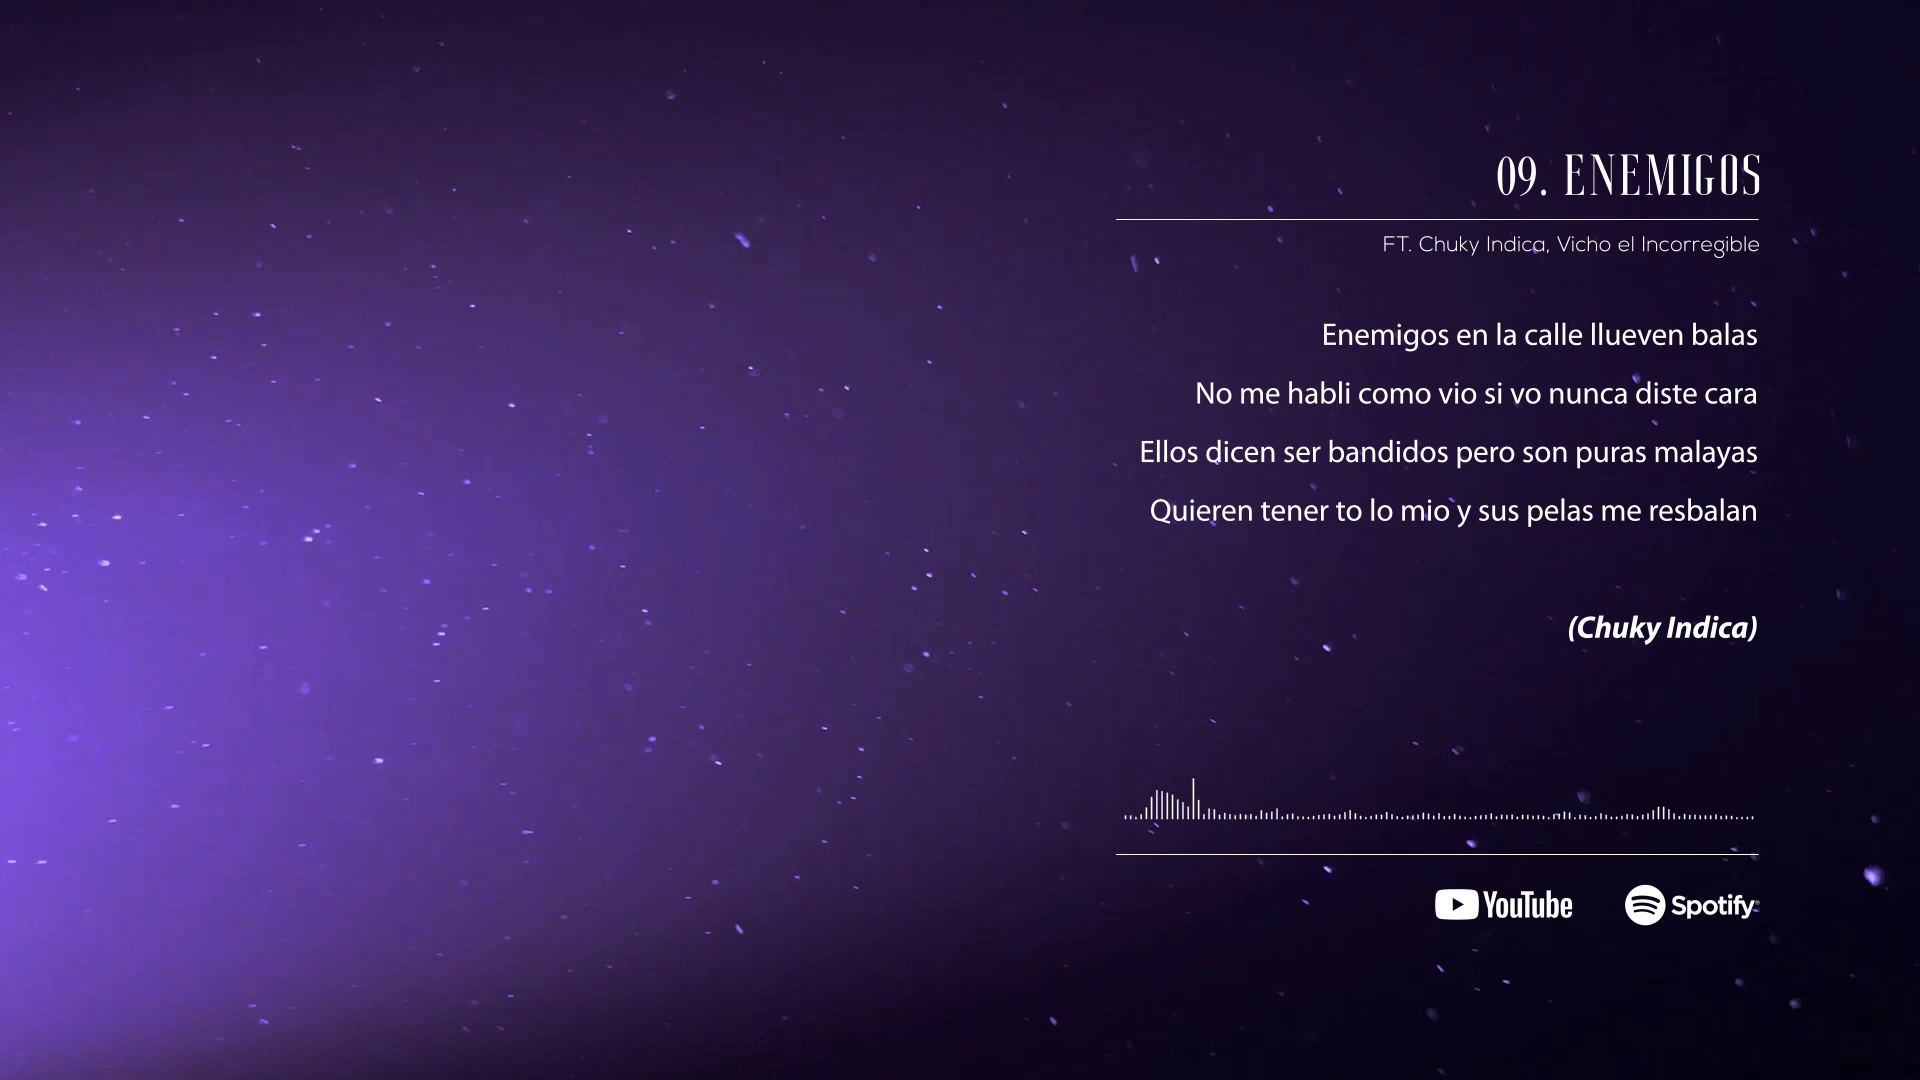 09. ENEMIGOS
FT. Chuky Indica, Vicho el Incorregible
Enemigos en la calle llueven balas
No me habli como vio si vo nunca diste cara
Ellos dicen ser bandidos pero son puras malayas
Quieren tener to lo mio y sus pelas me resbalan
(Chuky Indica)
YouTube Spotify